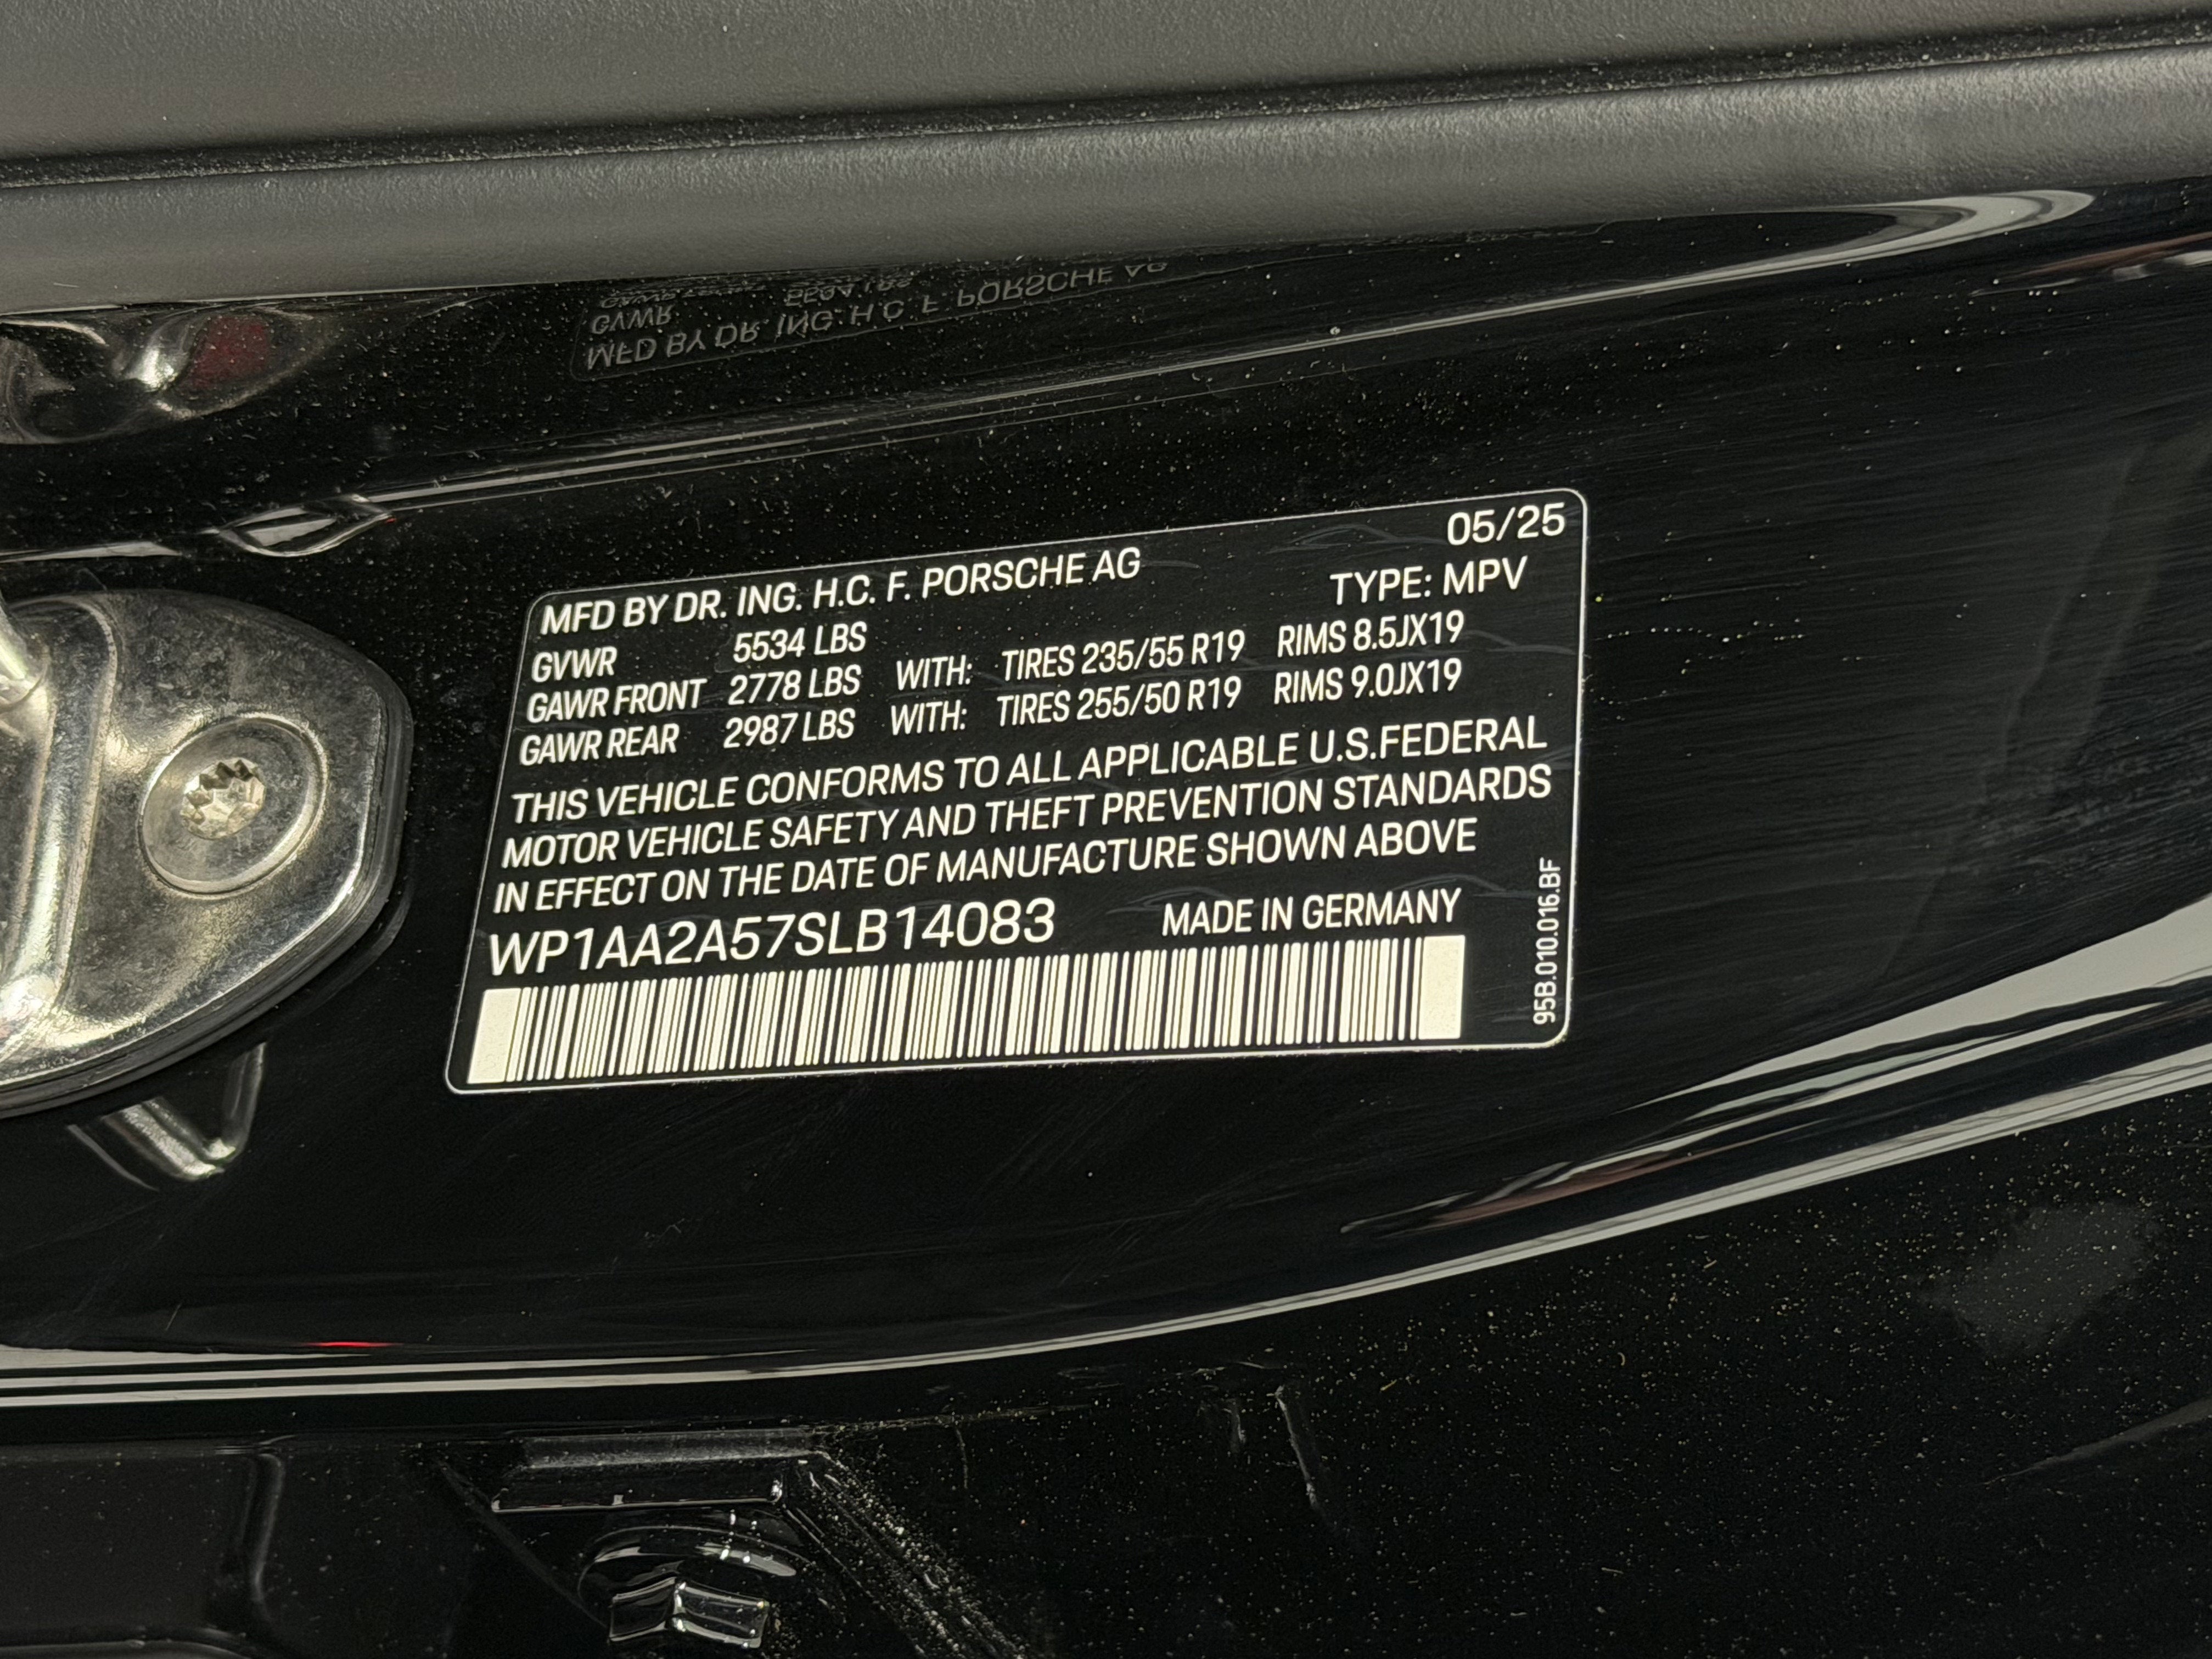 05/25
MFD BY DR. ING. H.C. F. PORSCHE AG
TYPE: MPV
GVWR 5534 LBS
GAWR FRONT 2778 LBS WITH: TIRES 235/55 R19 RIMS 8.5JX19
GAWR REAR 2987 LBS WITH: TIRES 255/50 R19 RIMS 9.0JX19
THIS VEHICLE CONFORMS TO ALL APPLICABLE U.S.FEDERAL
MOTOR VEHICLE SAFETY AND THEFT PREVENTION STANDARDS
IN EFFECT ON THE DATE OF MANUFACTURE SHOWN ABOVE
WP1AA2A57SLB14083 MADE IN GERMANY
95B.010.016.BF